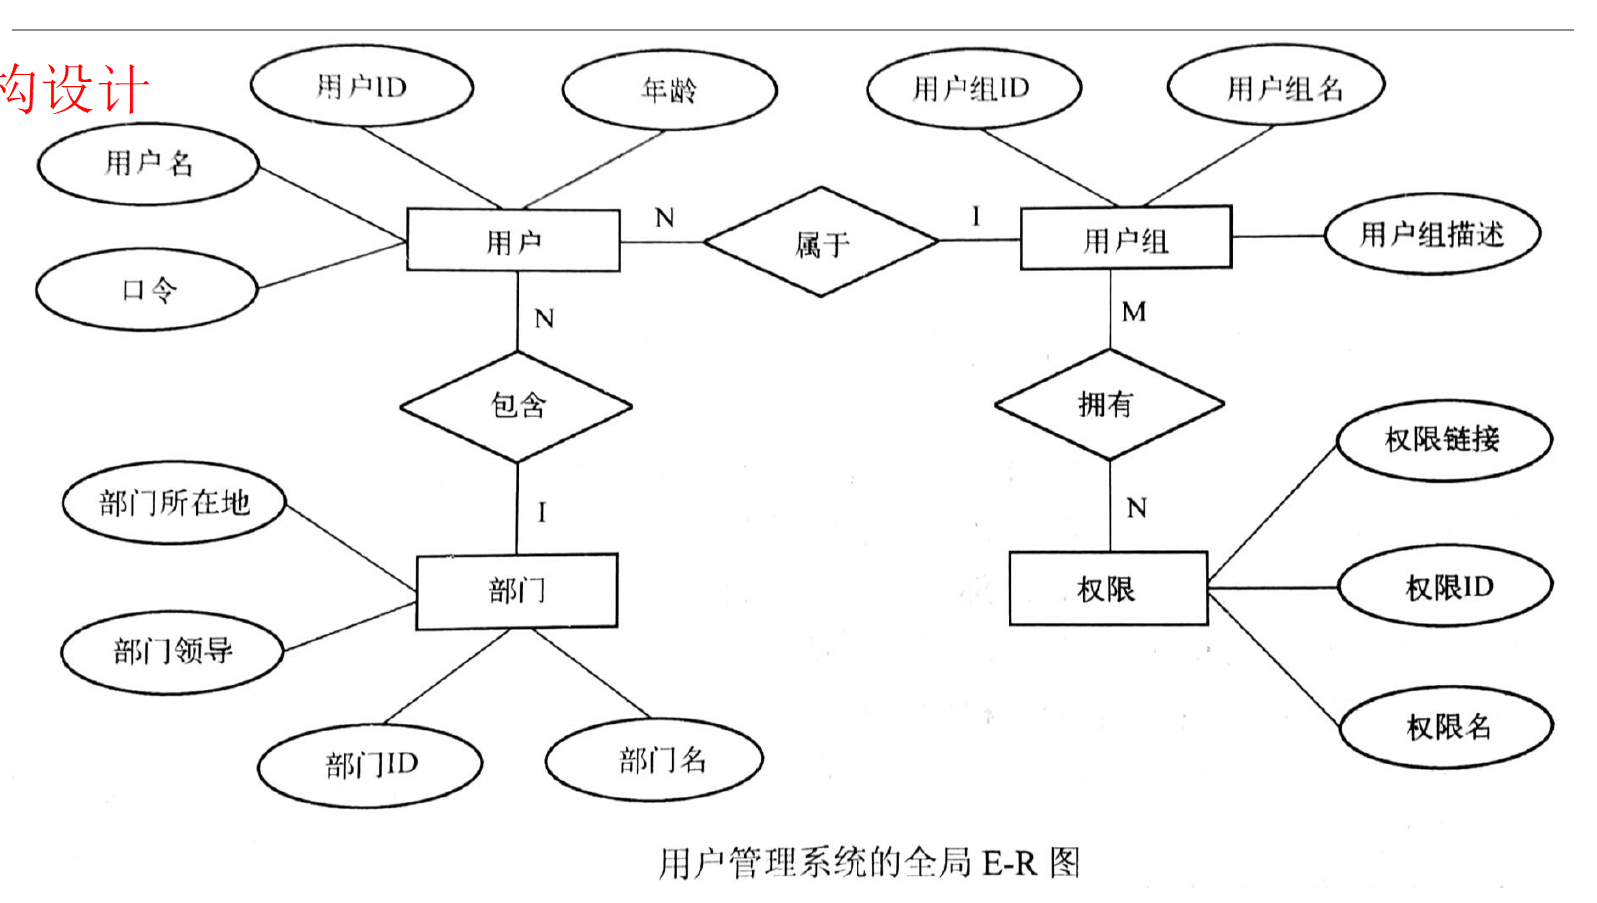 构设计
用户ID
年龄
用户组ID
用户组名
用户名
用户
N
属于
I
用户组
用户组描述
口令
N
M
包含
拥有
权限链接
部门所在地
I
N
部门
权限
权限ID
部门领导
部门ID
部门名
权限名
用户管理系统的全局 E-R 图